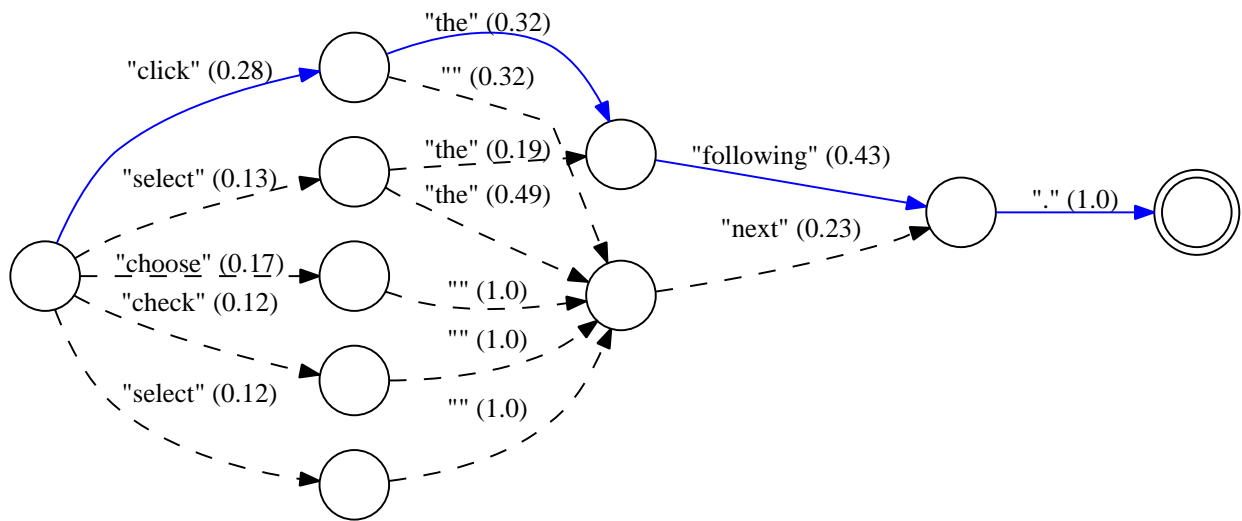 "the" (0.32)
"click" (0.28)
"" (0.32)
"the" (0.19)
"following" (0.43)
"select" (0.13)
"the" (0.49)
"." (1.0)
"next" (0.23)
"choose" (0.17)
"" (1.0)
"check" (0.12)
"" (1.0)
"select" (0.12)
"" (1.0)